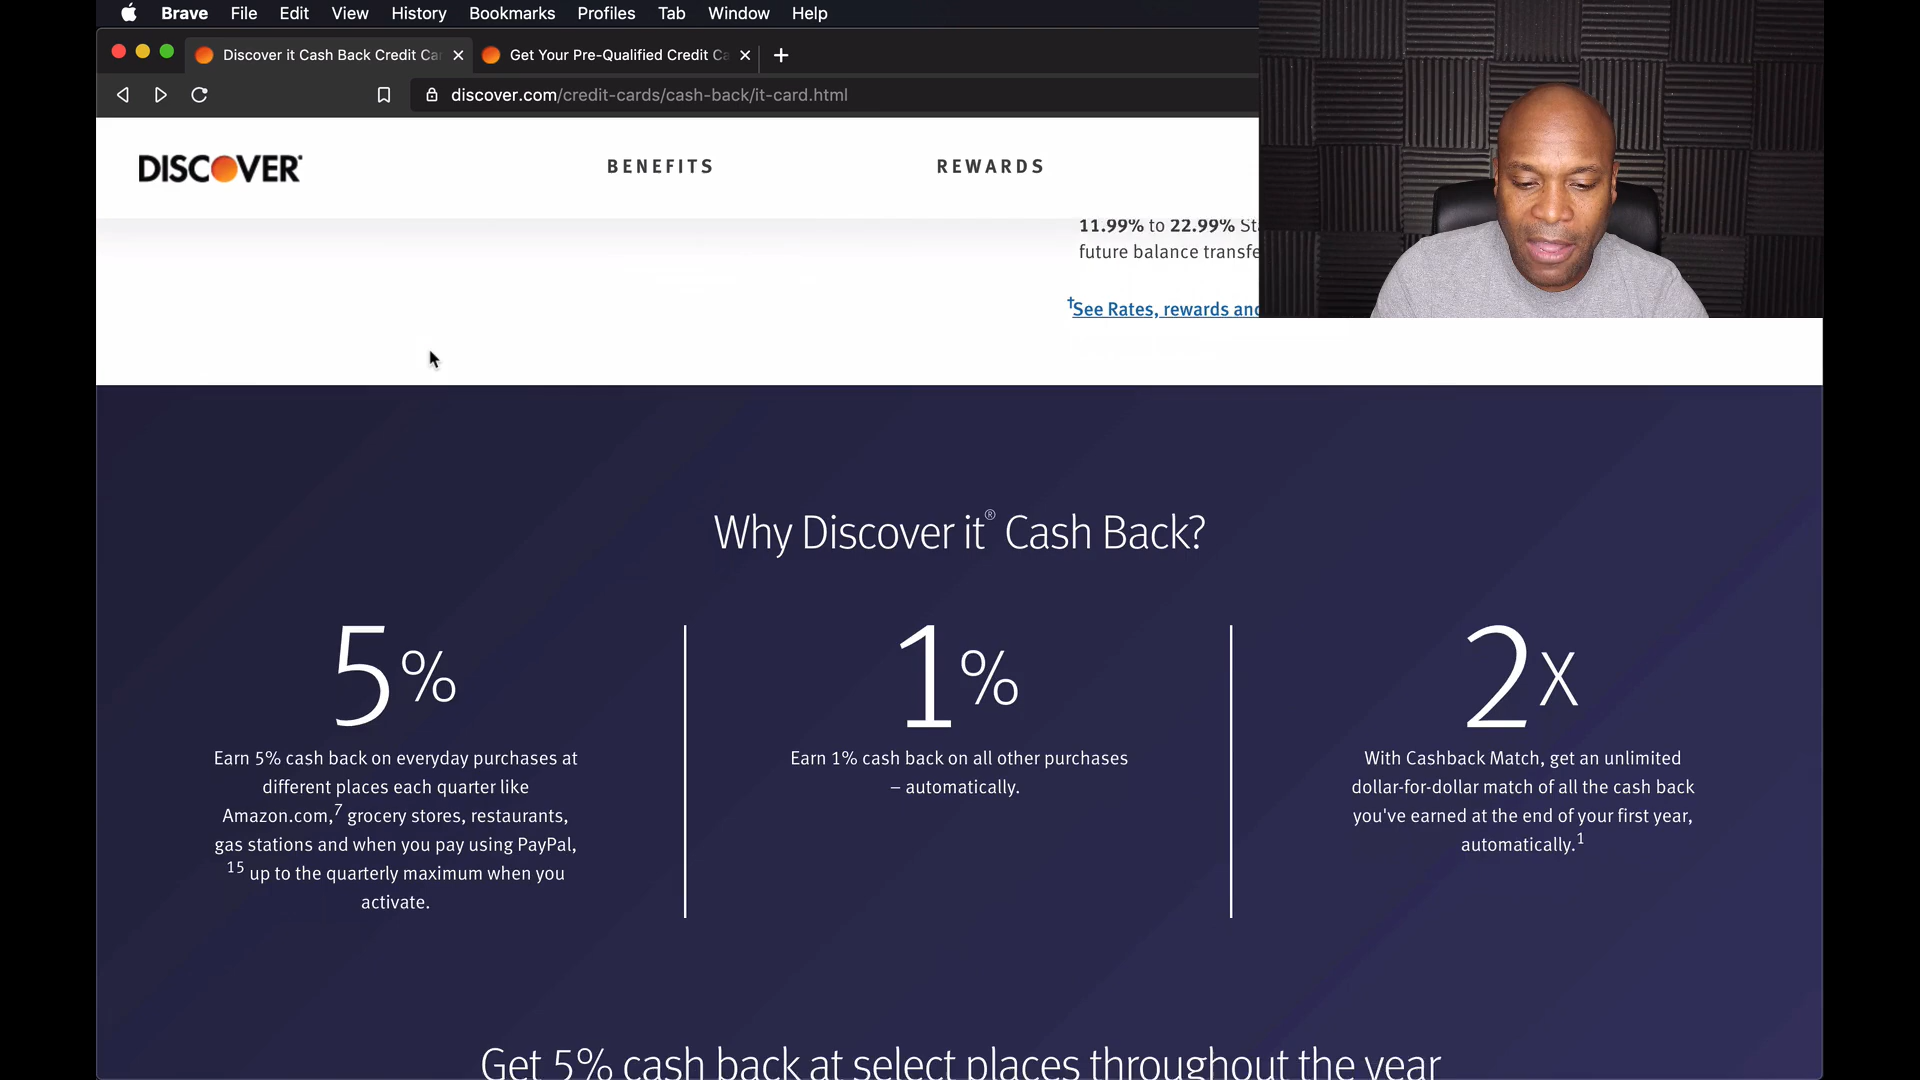 Brave File Edit View History Bookmarks Profiles Tab Window Help
Discover it Cash Back Credit Ca
Get Your Pre-Qualified Credit Ca
discover.com/credit-cards/cash-back/it-card.html
DISCOVER
BENEFITS
REWARDS
11.99% to 22.99% St
future balance transfe
†See Rates, rewards and
Why Discover it® Cash Back?
5%
Earn 5% cash back on everyday purchases at
different places each quarter like
Amazon.com,7 grocery stores, restaurants,
gas stations and when you pay using PayPal,
15 up to the quarterly maximum when you
activate.
1%
Earn 1% cash back on all other purchases
– automatically.
2X
With Cashback Match, get an unlimited
dollar-for-dollar match of all the cash back
you've earned at the end of your first year,
automatically.1
Get 5% cash back at select places throughout the year